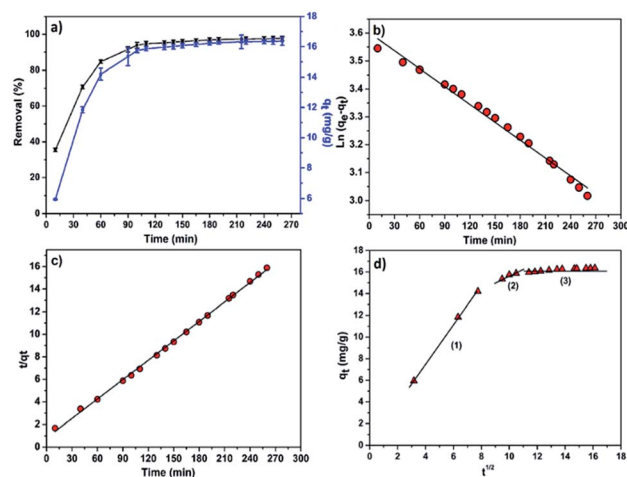 a)
Removal (%)
100
80
60
40
20
0
16
14
12
10
8
6
qt (mg/g)
0 30 60 90 120 150 180 210 240 270
Time (min)
b)
Ln (qe-qt)
3.6
3.5
3.4
3.3
3.2
3.1
3.0
0 30 60 90 120 150 180 210 240 270 300
Time (min)
c)
t/qt
16
14
12
10
8
6
4
2
0
0 30 60 90 120 150 180 210 240 270 300
Time (min)
d)
qt (mg/g)
18
16
14
12
10
8
6
4
2
0
(1)
(2)
(3)
0 2 4 6 8 10 12 14 16 18
t1/2